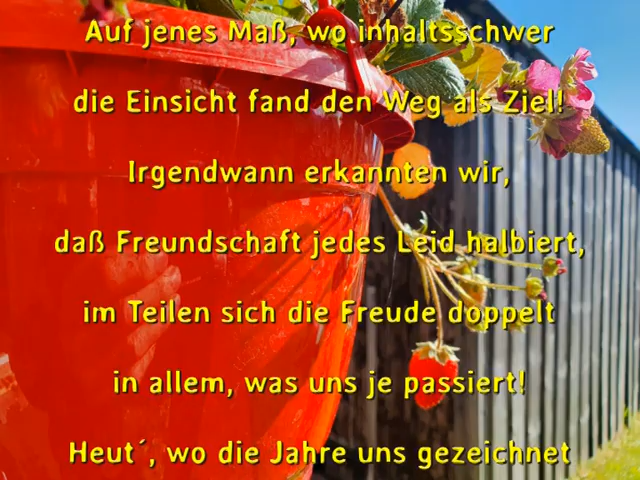 Auf jenes Maß, wo inhaltsschwer
die Einsicht fand den Weg als Ziel!
Irgendwann erkannten wir,
daß Freundschaft jedes Leid halbiert,
im Teilen sich die Freude doppelt
in allem, was uns je passiert!
Heut´, wo die Jahre uns gezeichnet